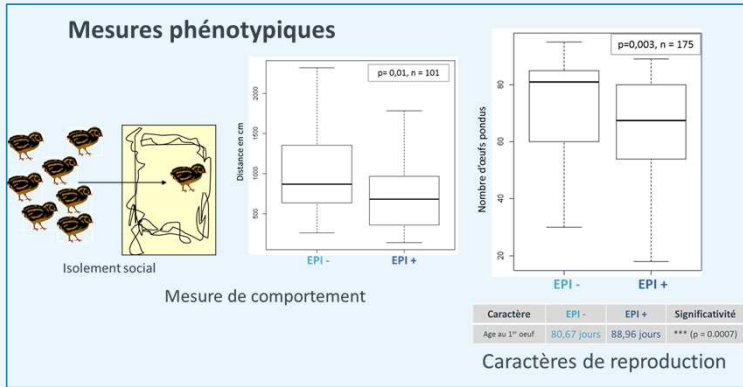 Mesures phénotypiques
Isolement social
Distance en cm
2000
1500
1000
500
p= 0,01, n = 101
EPI -
EPI +
Mesure de comportement
Nombre d'œufs pondus
80
60
40
20
p=0,003, n = 175
EPI -
EPI +
Caractère EPI - EPI + Significativité
Age au 1er oeuf 80,67 jours 88,96 jours *** (p = 0.0007)
Caractères de reproduction